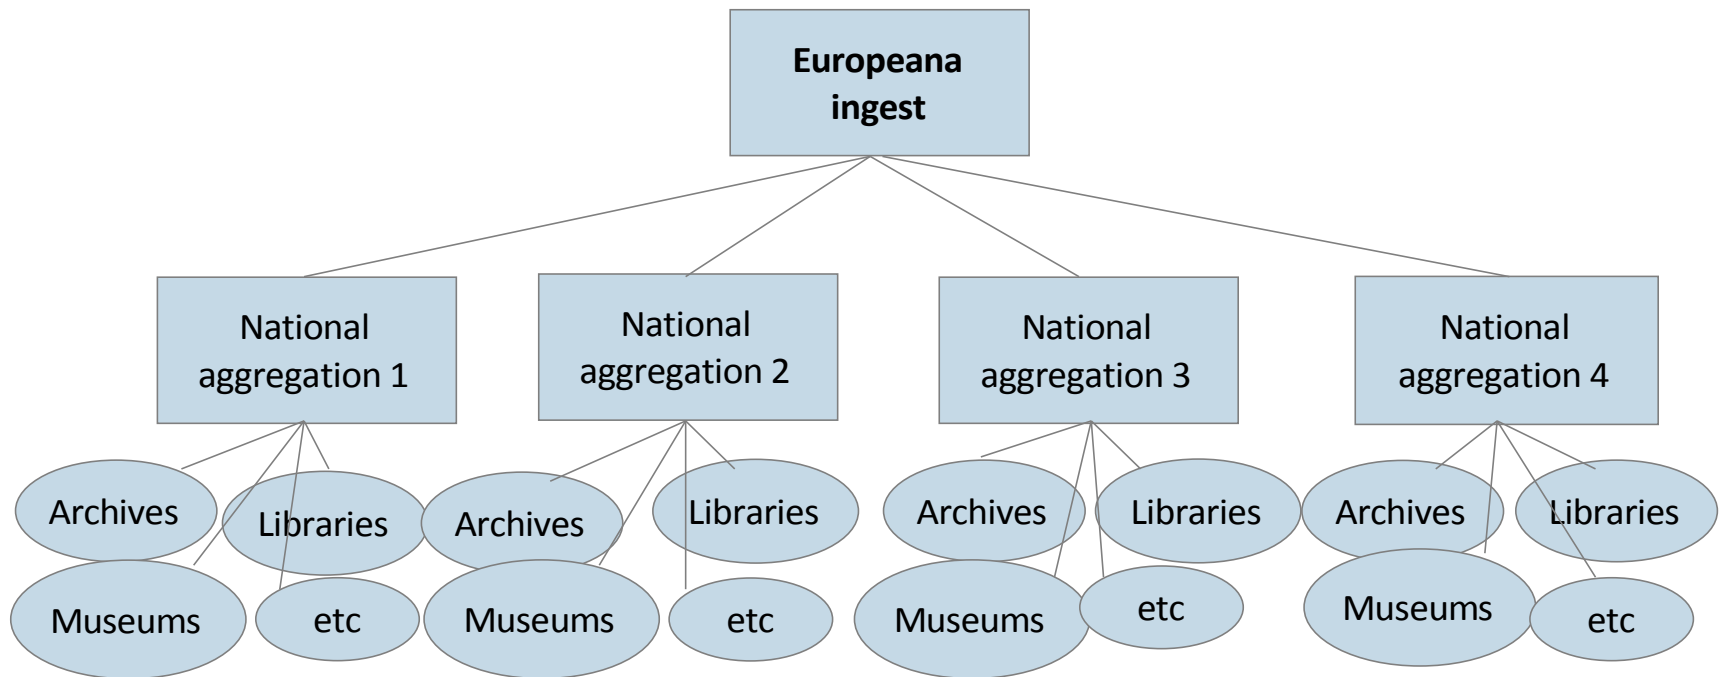 Europeana
ingest
National
aggregation 1
National
aggregation 2
National
aggregation 3
National
aggregation 4
Archives
Libraries
Museums
etc
Archives
Libraries
Museums
etc
Archives
Libraries
Museums
etc
Archives
Libraries
Museums
etc